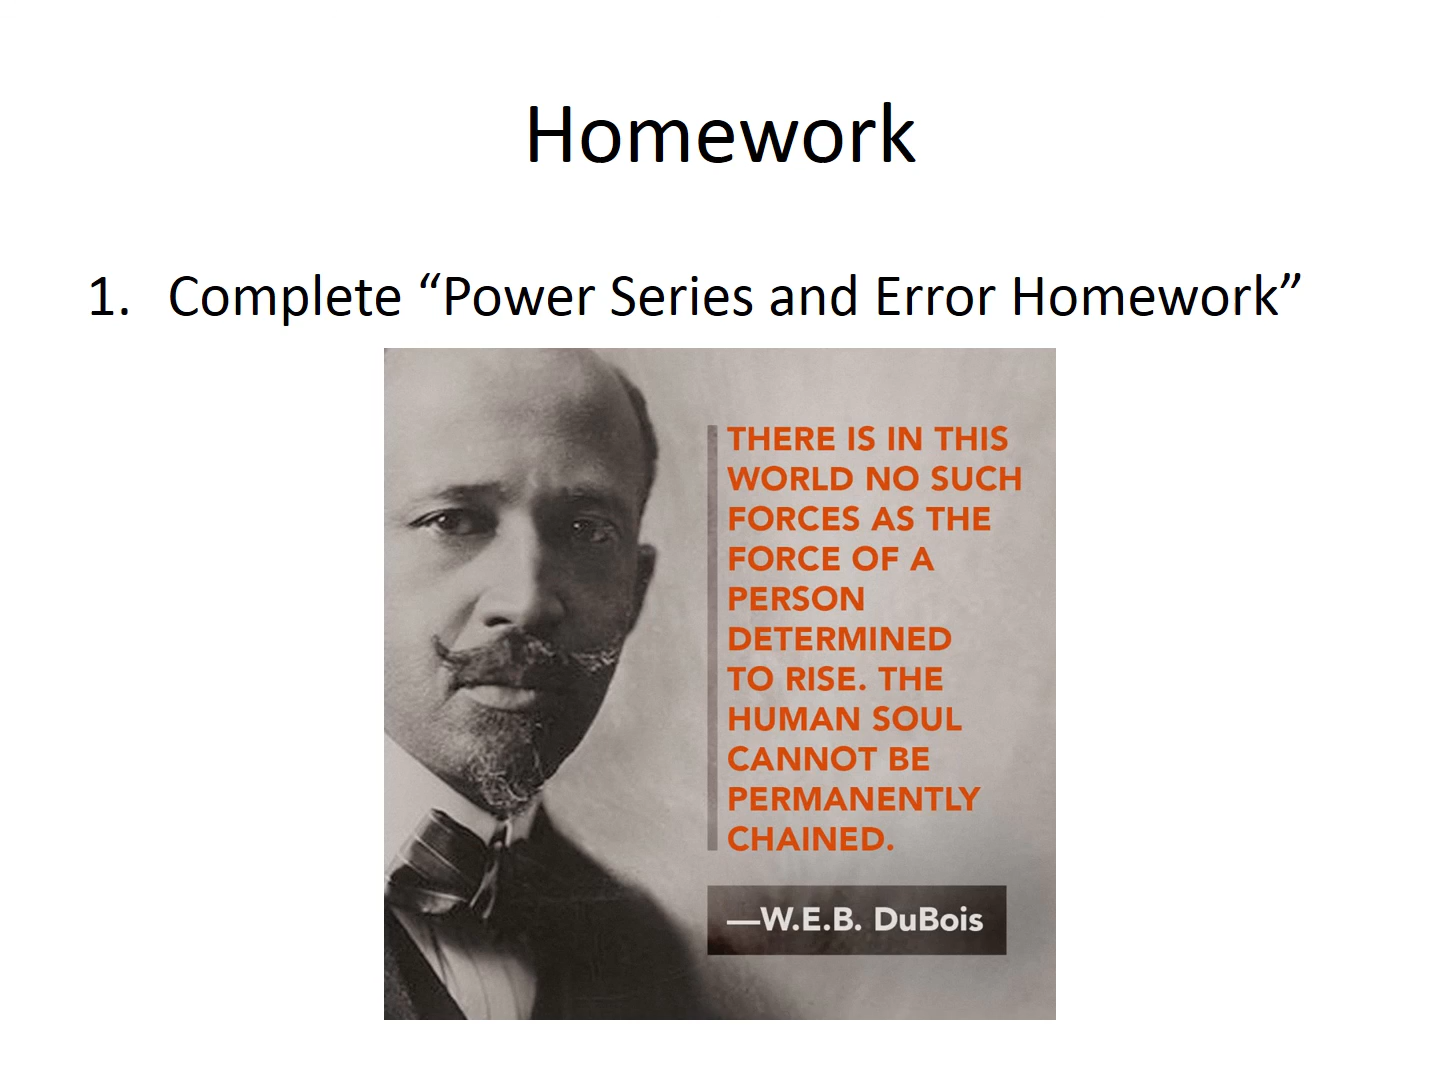 Homework
1. Complete “Power Series and Error Homework”
THERE IS IN THIS
WORLD NO SUCH
FORCES AS THE
FORCE OF A
PERSON
DETERMINED
TO RISE. THE
HUMAN SOUL
CANNOT BE
PERMANENTLY
CHAINED.
—W.E.B. DuBois